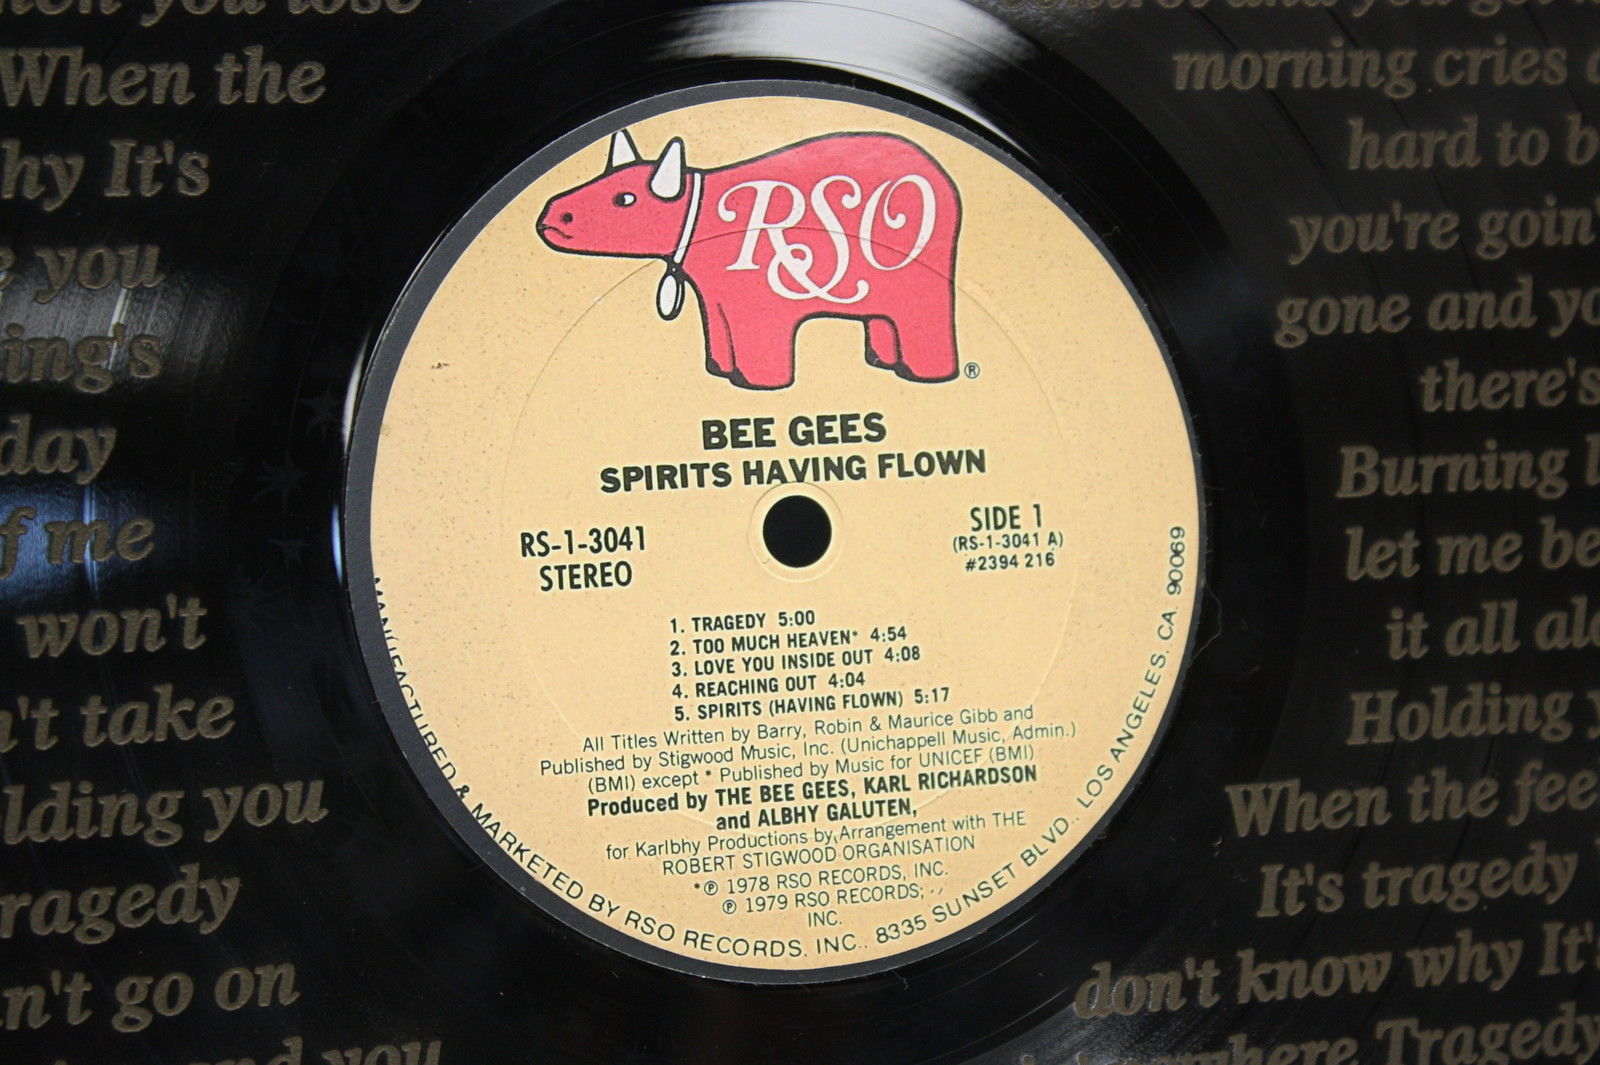 When the
hy It's
you
ing's
day
f me
won't
n't take
lding you
ragedy
n't go on
morning cries
hard to b
you're goin'
gone and yo
there's
Burning l
let me be
it all alo
Holding y
When the fee
It's tragedy
don't know why It's
Tragedy
RSO
BEE GEES
SPIRITS HAVING FLOWN
RS-1-3041
STEREO
SIDE 1
(RS-1-3041 A)
#2394 216
1. TRAGEDY 5:00
2. TOO MUCH HEAVEN* 4:54
3. LOVE YOU INSIDE OUT 4:08
4. REACHING OUT 4:04
5. SPIRITS (HAVING FLOWN) 5:17
All Titles Written by Barry, Robin & Maurice Gibb and
Published by Stigwood Music, Inc. (Unichappell Music, Admin.)
(BMI) except * Published by Music for UNICEF (BMI)
Produced by THE BEE GEES, KARL RICHARDSON
and ALBHY GALUTEN,
for Karlbhy Productions by Arrangement with THE
ROBERT STIGWOOD ORGANISATION
*℗ 1978 RSO RECORDS, INC.
℗ 1979 RSO RECORDS,
INC.
MANUFACTURED & MARKETED BY RSO RECORDS, INC., 8335 SUNSET BLVD., LOS ANGELES, CA. 90069
®